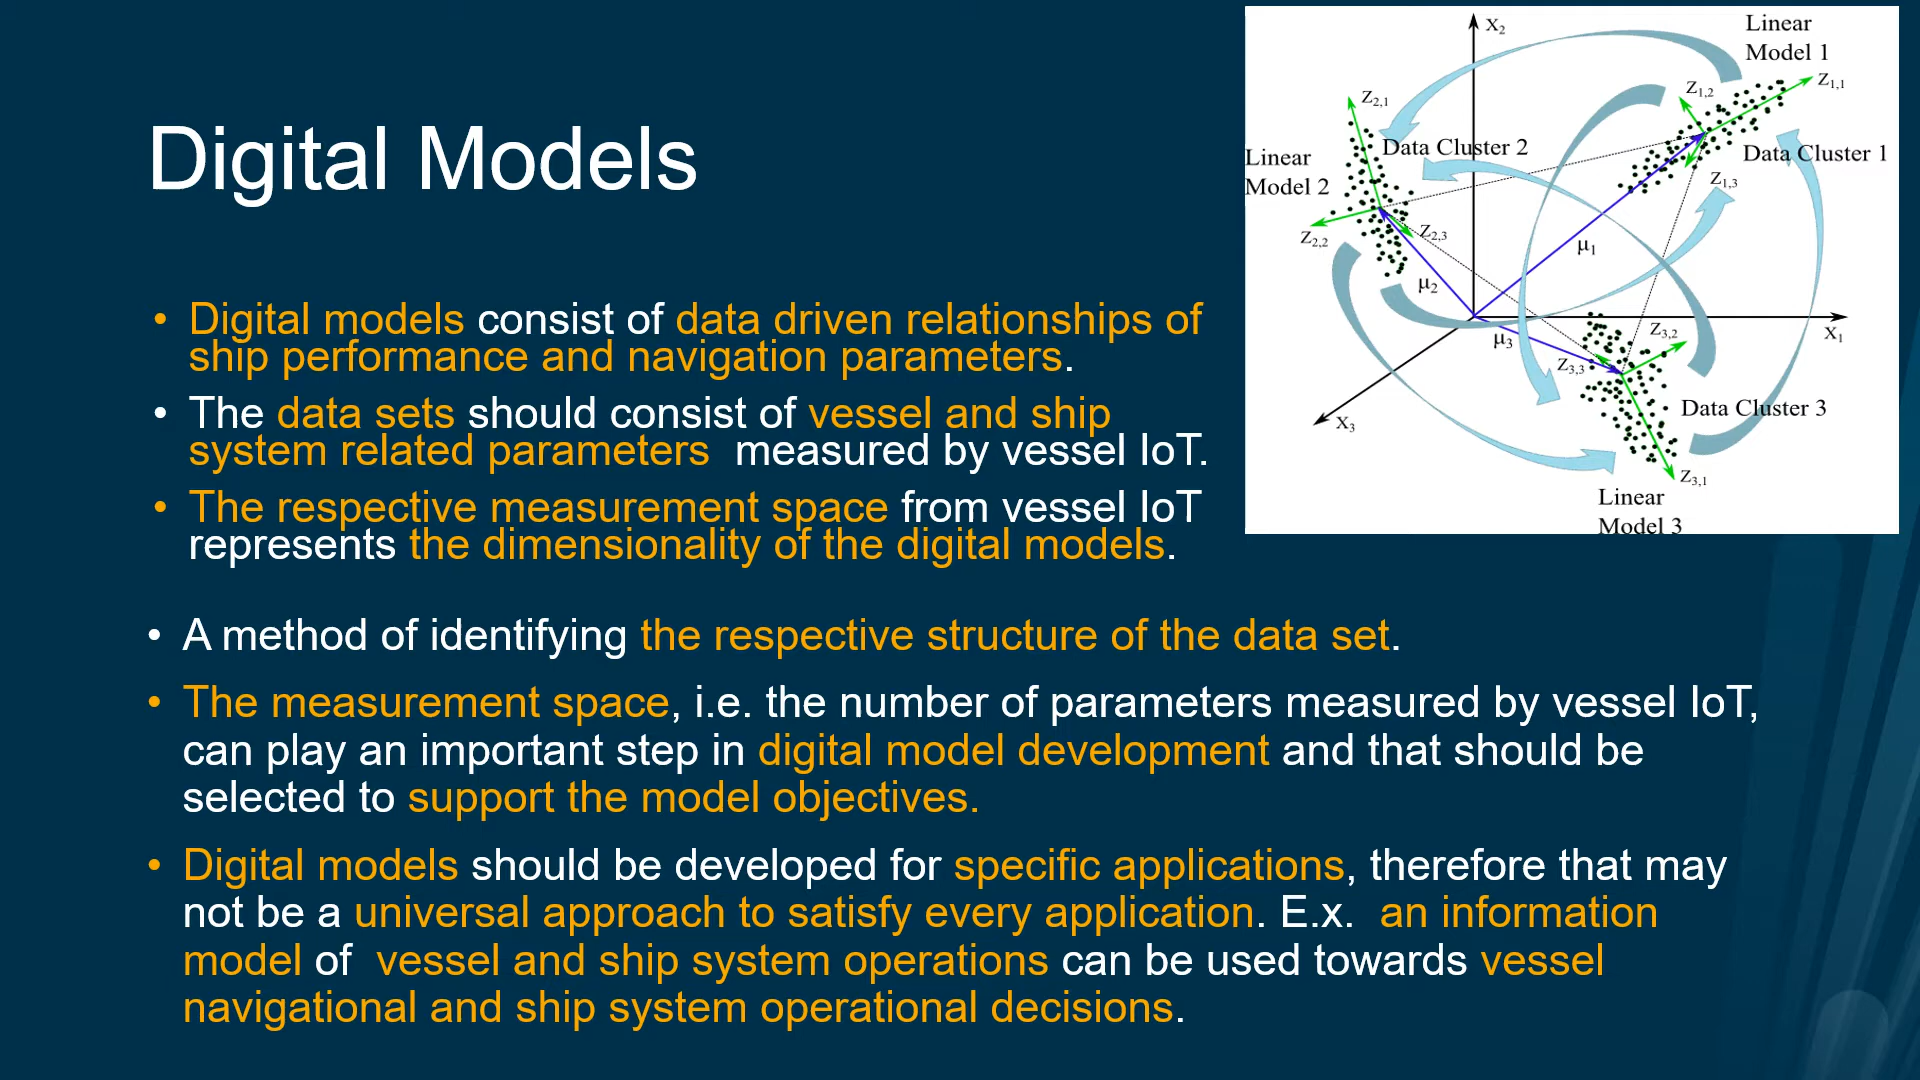 Digital Models
• Digital models consist of data driven relationships of
ship performance and navigation parameters.
• The data sets should consist of vessel and ship
system related parameters measured by vessel IoT.
• The respective measurement space from vessel IoT
represents the dimensionality of the digital models.
• A method of identifying the respective structure of the data set.
• The measurement space, i.e. the number of parameters measured by vessel IoT,
can play an important step in digital model development and that should be
selected to support the model objectives.
• Digital models should be developed for specific applications, therefore that may
not be a universal approach to satisfy every application. E.x. an information
model of vessel and ship system operations can be used towards vessel
navigational and ship system operational decisions.
X₂
Linear
Model 1
Z₁,₁
Z₁,₂
Z₂,₁
Data Cluster 2
Data Cluster 1
Linear
Model 2
Z₁,₃
Z₂,₂
Z₂,₃
μ₁
μ₂
μ₃
X₁
Z₃,₂
Z₃,₃
X₃
Data Cluster 3
Z₃,₁
Linear
Model 3